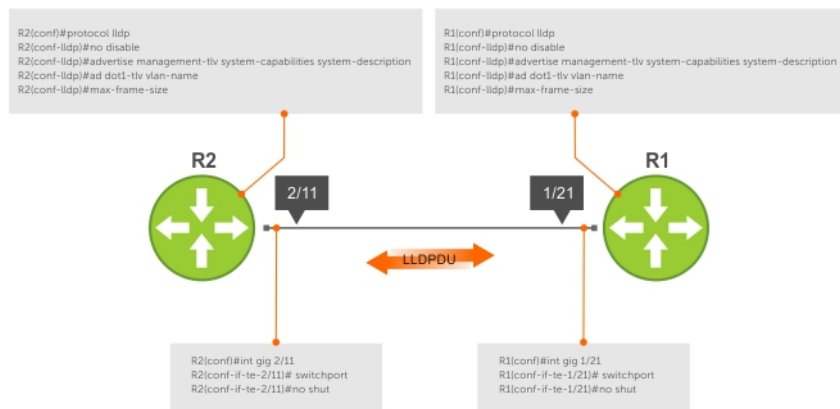 R2(conf)#protocol lldp
R2(conf-lldp)#no disable
R2(conf-lldp)#advertise management-tlv system-capabilities system-description
R2(conf-lldp)#ad dot1-tlv vlan-name
R2(conf-lldp)#max-frame-size
R1(conf)#protocol lldp
R1(conf-lldp)#no disable
R1(conf-lldp)#advertise management-tlv system-capabilities system-description
R1(conf-lldp)#ad dot1-tlv vlan-name
R1(conf-lldp)#max-frame-size
R2
R1
2/11
1/21
LLDPDU
R2(conf)#int gig 2/11
R2(conf-if-te-2/11)# switchport
R2(conf-if-te-2/11)#no shut
R1(conf)#int gig 1/21
R1(conf-if-te-1/21)# switchport
R1(conf-if-te-1/21)#no shut